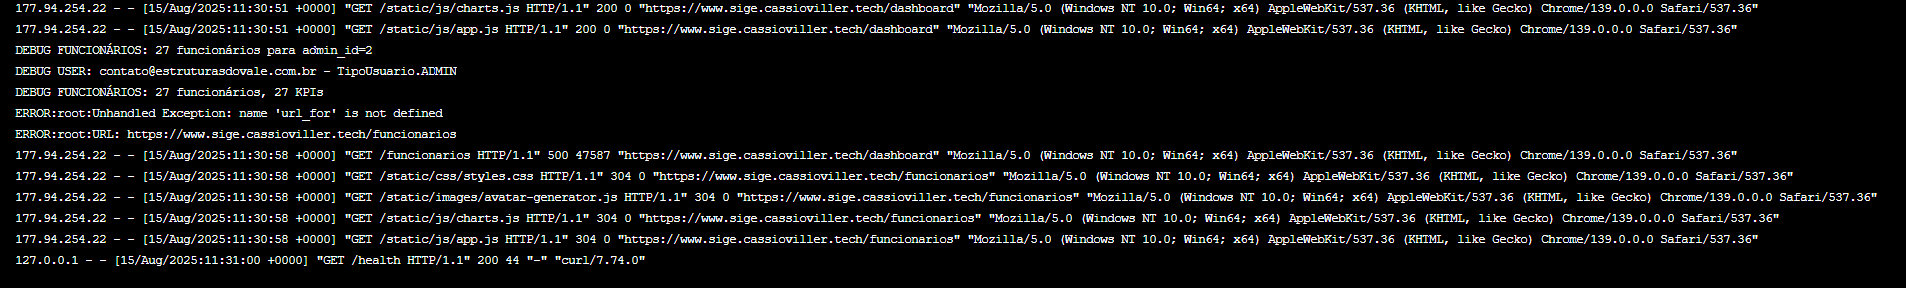 177.94.254.22 - - [15/Aug/2025:11:30:51 +0000] "GET /static/js/charts.js HTTP/1.1" 200 0 "https://www.sige.cassioviller.tech/dashboard" "Mozilla/5.0 (Windows NT 10.0; Win64; x64) AppleWebKit/537.36 (KHTML, like Gecko) Chrome/139.0.0.0 Safari/537.36"
177.94.254.22 - - [15/Aug/2025:11:30:51 +0000] "GET /static/js/app.js HTTP/1.1" 200 0 "https://www.sige.cassioviller.tech/dashboard" "Mozilla/5.0 (Windows NT 10.0; Win64; x64) AppleWebKit/537.36 (KHTML, like Gecko) Chrome/139.0.0.0 Safari/537.36"
DEBUG FUNCIONÁRIOS: 27 funcionários para admin_id=2
DEBUG USER: contato@estruturasdovale.com.br - TipoUsuario.ADMIN
DEBUG FUNCIONÁRIOS: 27 funcionários, 27 KPIs
ERROR:root:Unhandled Exception: name 'url_for' is not defined
ERROR:root:URL: https://www.sige.cassioviller.tech/funcionarios
177.94.254.22 - - [15/Aug/2025:11:30:58 +0000] "GET /funcionarios HTTP/1.1" 500 47587 "https://www.sige.cassioviller.tech/dashboard" "Mozilla/5.0 (Windows NT 10.0; Win64; x64) AppleWebKit/537.36 (KHTML, like Gecko) Chrome/139.0.0.0 Safari/537.36"
177.94.254.22 - - [15/Aug/2025:11:30:58 +0000] "GET /static/css/styles.css HTTP/1.1" 304 0 "https://www.sige.cassioviller.tech/funcionarios" "Mozilla/5.0 (Windows NT 10.0; Win64; x64) AppleWebKit/537.36 (KHTML, like Gecko) Chrome/139.0.0.0 Safari/537.36"
177.94.254.22 - - [15/Aug/2025:11:30:58 +0000] "GET /static/images/avatar-generator.js HTTP/1.1" 304 0 "https://www.sige.cassioviller.tech/funcionarios" "Mozilla/5.0 (Windows NT 10.0; Win64; x64) AppleWebKit/537.36 (KHTML, like Gecko) Chrome/139.0.0.0 Safari/537.36"
177.94.254.22 - - [15/Aug/2025:11:30:58 +0000] "GET /static/js/charts.js HTTP/1.1" 304 0 "https://www.sige.cassioviller.tech/funcionarios" "Mozilla/5.0 (Windows NT 10.0; Win64; x64) AppleWebKit/537.36 (KHTML, like Gecko) Chrome/139.0.0.0 Safari/537.36"
177.94.254.22 - - [15/Aug/2025:11:30:58 +0000] "GET /static/js/app.js HTTP/1.1" 304 0 "https://www.sige.cassioviller.tech/funcionarios" "Mozilla/5.0 (Windows NT 10.0; Win64; x64) AppleWebKit/537.36 (KHTML, like Gecko) Chrome/139.0.0.0 Safari/537.36"
127.0.0.1 - - [15/Aug/2025:11:31:00 +0000] "GET /health HTTP/1.1" 200 44 "-" "curl/7.74.0"